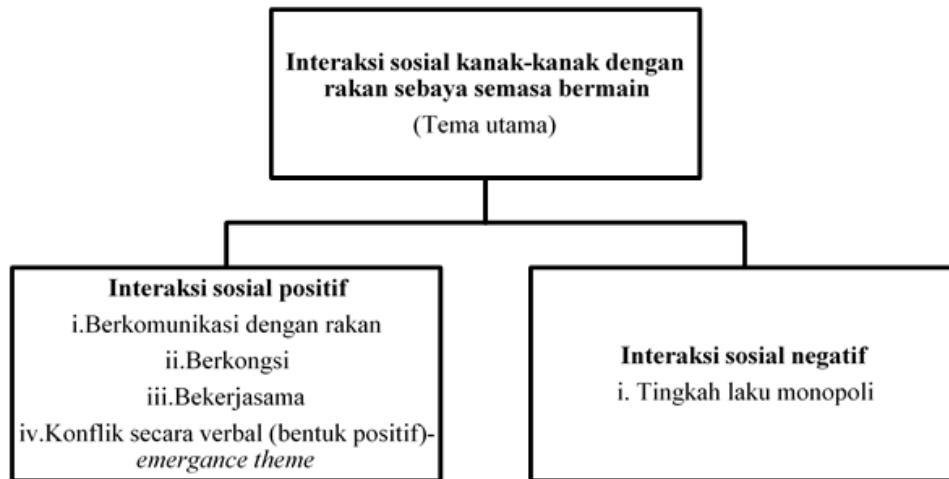 Interaksi sosial kanak-kanak dengan
rakan sebaya semasa bermain
(Tema utama)
Interaksi sosial positif
i.Berkomunikasi dengan rakan
ii.Berkongsi
iii.Bekerjasama
iv.Konflik secara verbal (bentuk positif)-
emergance theme
Interaksi sosial negatif
i. Tingkah laku monopoli